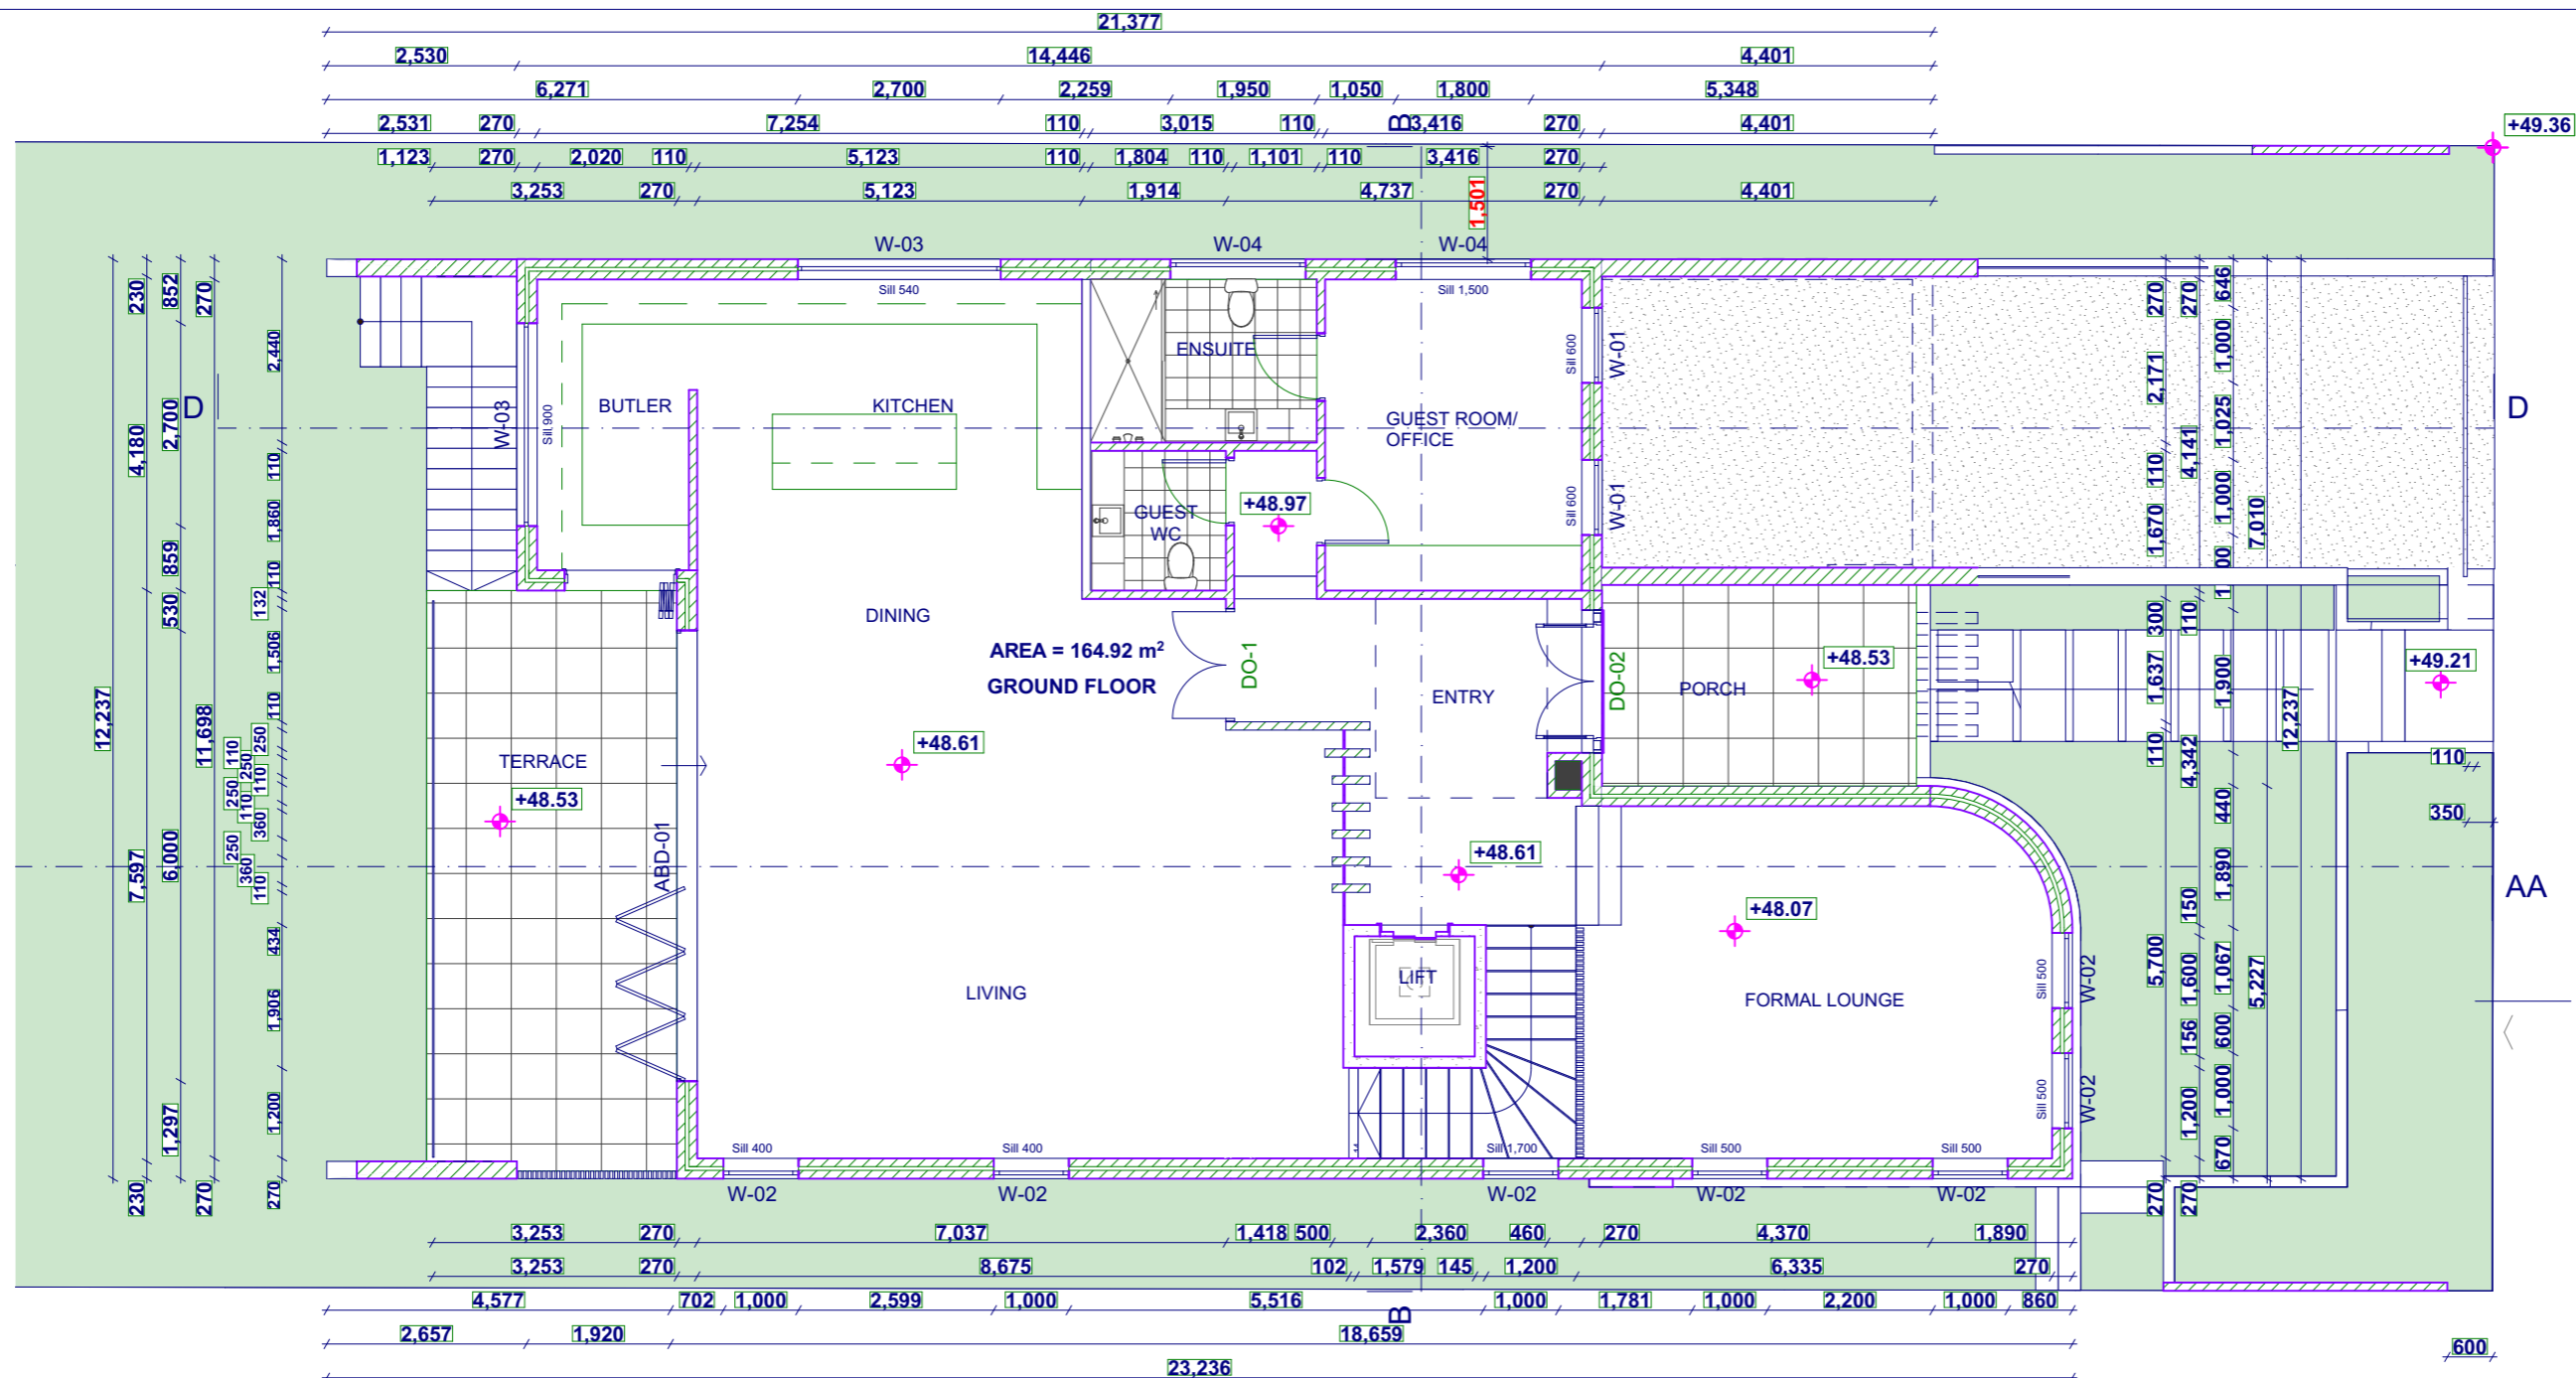 21,377
2,530 14,446 4,401
6,271 2,700 2,259 1,950 1,050 1,800 5,348
2,531 270 7,254 110 3,015 110 3,416 270 4,401
B
+49.36
1,123 270 2,020 110 5,123 110 1,804 110 1,101 110 3,416 270
3,253 270 5,123 1,914 4,737 270 4,401
1.501
W-03 W-04 W-04
Sill 540 Sill 1,500
230 852 270 2,440
270 270 646
1,000
ENSUITE
Sill 600 W-01
2,171
D
4,180 2,700
W-03
Sill 900
BUTLER
KITCHEN
GUEST ROOM/
OFFICE
4,141 1,025
D
110 110
1,860
+48.97
GUEST
WC
Sill 600 W-01
1,670 1,000 7,010
859 110
530 132
DINING
300 110
1,506
AREA = 164.92 m²
GROUND FLOOR
DO-1
DO-02
+48.53
1,637 1,900
+49.21
ENTRY
PORCH
12,237 11,698 110
12,237
TERRACE
+48.61
110 250
250
250 110
110
360
110 4,342
110
+48.53
440
350
ABD-01
7,597 6,000 250 360 110
+48.61
1,890
AA
+48.07
150
434
LIFT
LIVING
FORMAL LOUNGE
Sill 500 W-02
5,700 1,600 1,067 5,227
1,906
156 600
1,297 1,200
Sill 500 W-02
1,200 1,000
Sill 400 Sill 400 Sill 1,700 Sill 500 Sill 500
670
W-02 W-02 W-02 W-02 W-02
230 270 270
270 270
3,253 270 7,037 1,418 500 2,360 460 270 4,370 1,890
3,253 270 8,675 102 1,579 145 1,200 6,335 270
4,577 702 1,000 2,599 1,000 5,516 1,000 1,781 1,000 2,200 1,000 860
B
2,657 1,920 18,659
600
23,236